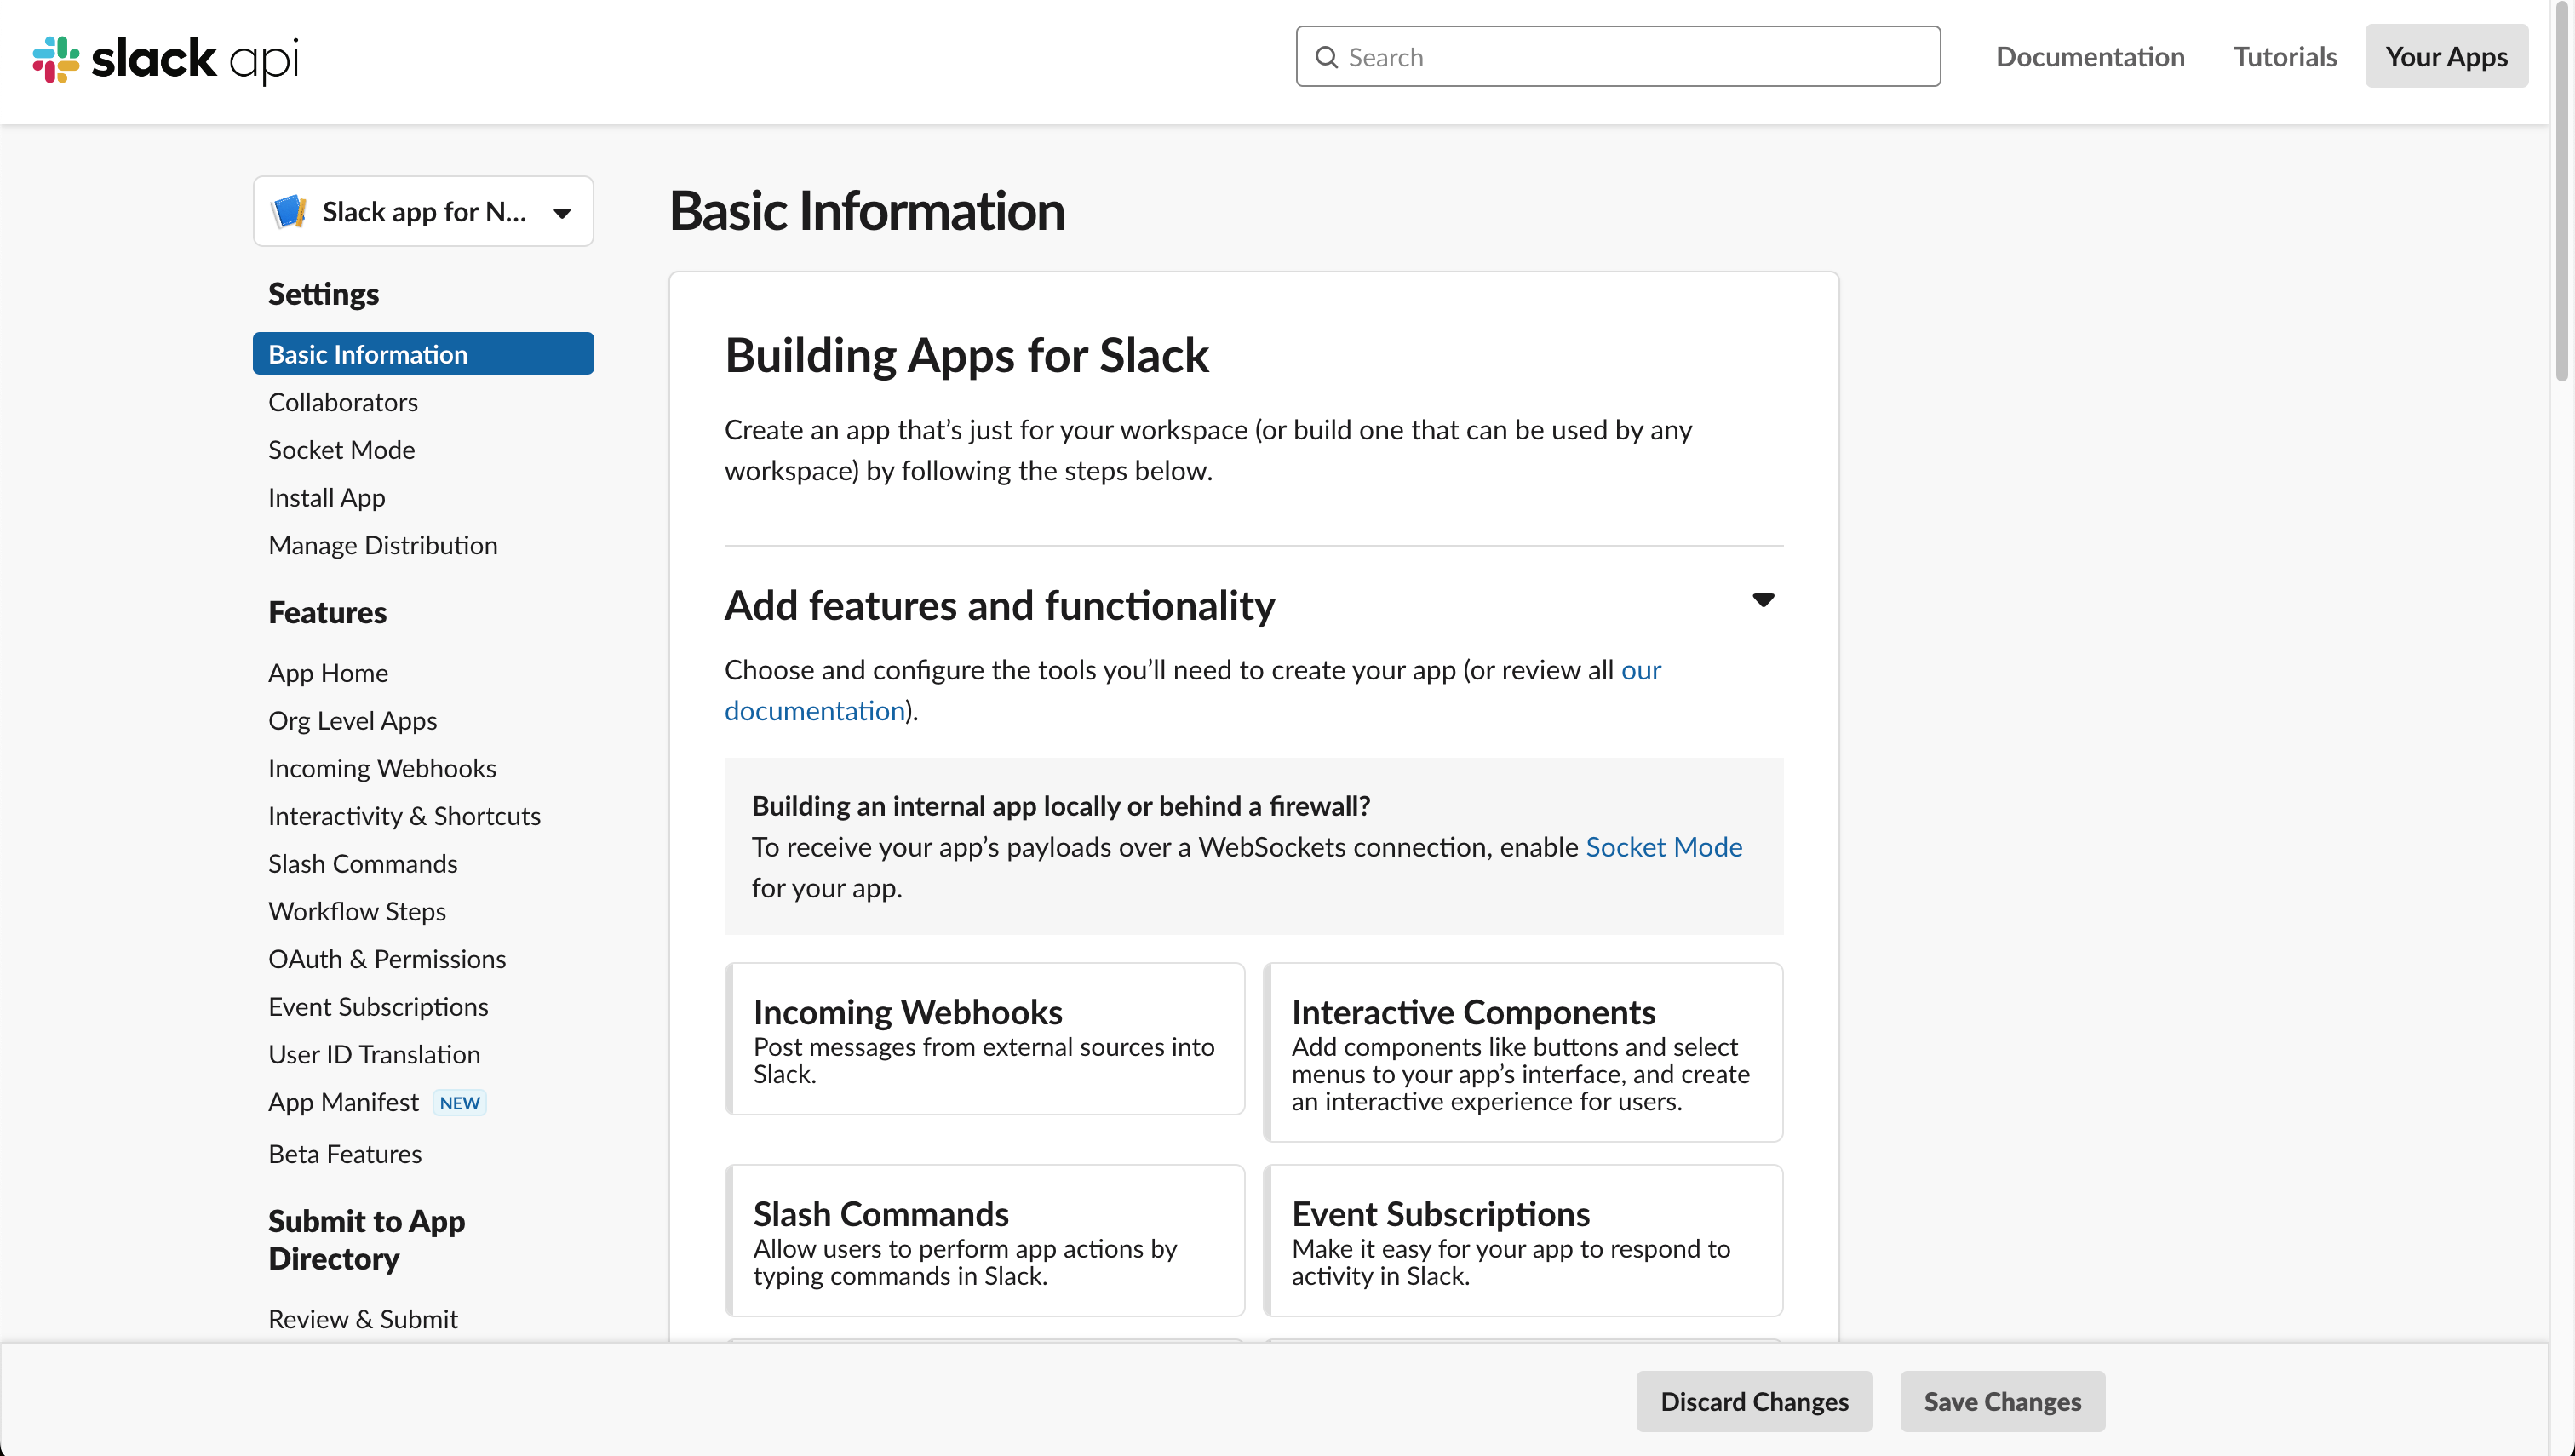 slack api
Search
Documentation
Tutorials
Your Apps
Slack app for N...
Settings
Basic Information
Collaborators
Socket Mode
Install App
Manage Distribution
Features
App Home
Org Level Apps
Incoming Webhooks
Interactivity & Shortcuts
Slash Commands
Workflow Steps
OAuth & Permissions
Event Subscriptions
User ID Translation
App Manifest NEW
Beta Features
Submit to App
Directory
Review & Submit
Basic Information
Building Apps for Slack
Create an app that’s just for your workspace (or build one that can be used by any
workspace) by following the steps below.
Add features and functionality
Choose and configure the tools you’ll need to create your app (or review all our
documentation).
Building an internal app locally or behind a firewall?
To receive your app’s payloads over a WebSockets connection, enable Socket Mode
for your app.
Incoming Webhooks
Post messages from external sources into
Slack.
Interactive Components
Add components like buttons and select
menus to your app’s interface, and create
an interactive experience for users.
Slash Commands
Allow users to perform app actions by
typing commands in Slack.
Event Subscriptions
Make it easy for your app to respond to
activity in Slack.
Discard Changes
Save Changes